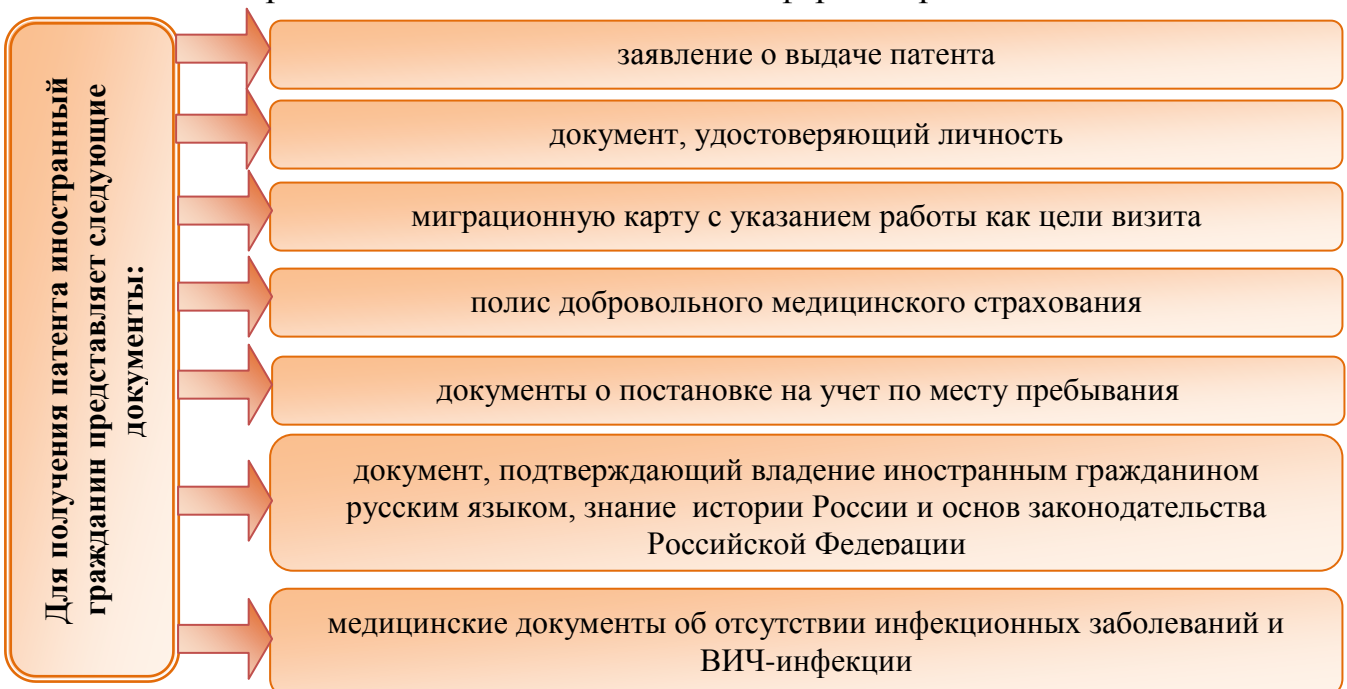 Для получения патента иностранный
гражданин представляет следующие
документы:
заявление о выдаче патента
документ, удостоверяющий личность
миграционную карту с указанием работы как цели визита
полис добровольного медицинского страхования
документы о постановке на учет по месту пребывания
документ, подтверждающий владение иностранным гражданином
русским языком, знание истории России и основ законодательства
Российской Федерации
медицинские документы об отсутствии инфекционных заболеваний и
ВИЧ-инфекции